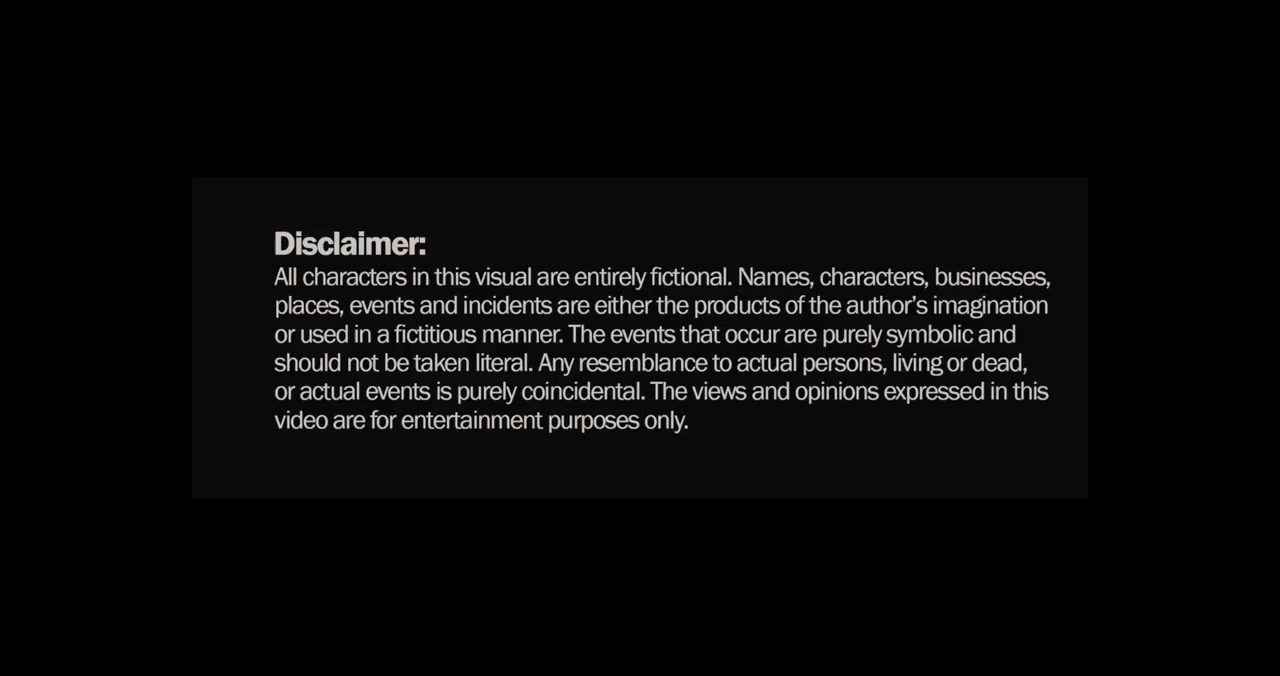 Disclaimer:
All characters in this visual are entirely fictional. Names, characters, businesses,
places, events and incidents are either the products of the author’s imagination
or used in a fictitious manner. The events that occur are purely symbolic and
should not be taken literal. Any resemblance to actual persons, living or dead,
or actual events is purely coincidental. The views and opinions expressed in this
video are for entertainment purposes only.